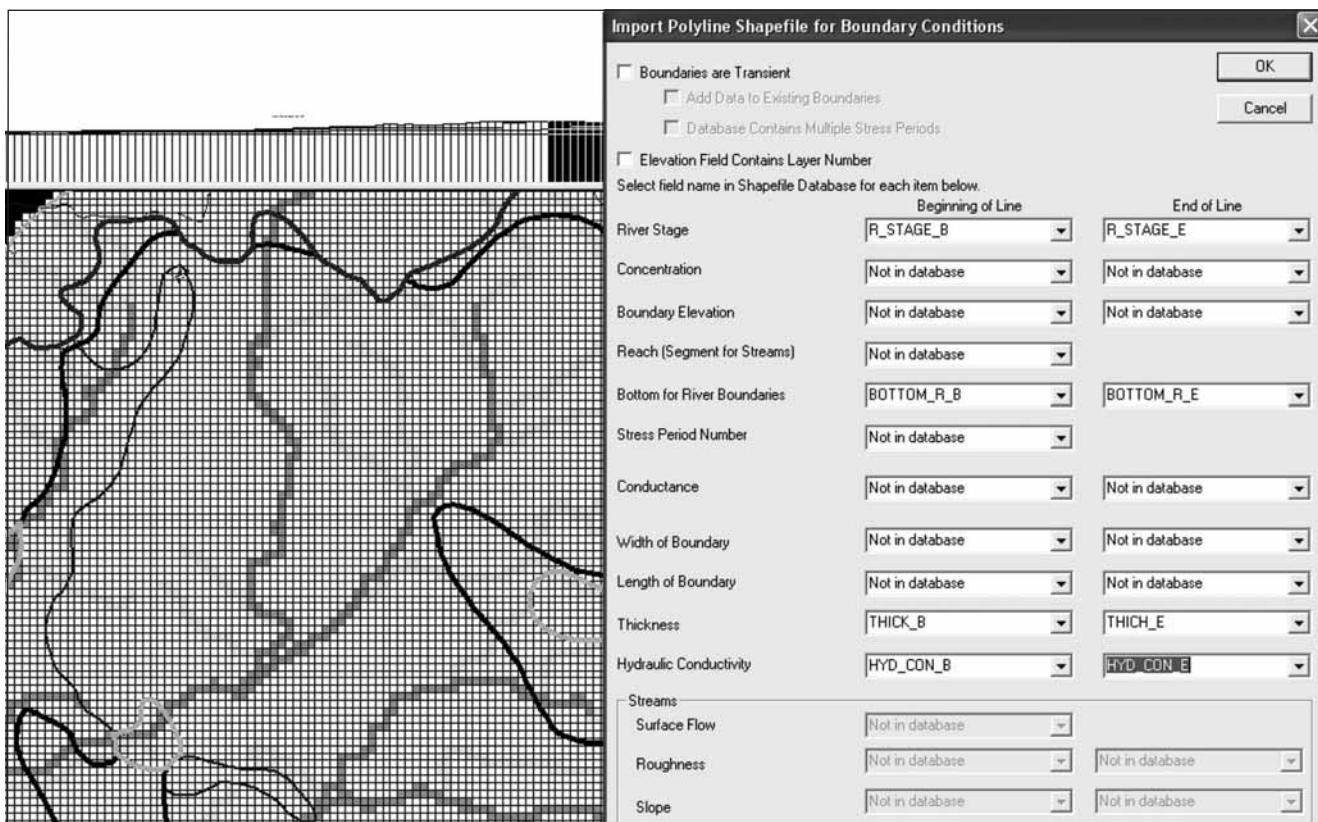 Import Polyline Shapefile for Boundary Conditions
Boundaries are Transient
Add Data to Existing Boundaries
Database Contains Multiple Stress Periods
OK
Cancel
Elevation Field Contains Layer Number
Select field name in Shapefile Database for each item below.
Beginning of Line End of Line
River Stage R_STAGE_B R_STAGE_E
Concentration Not in database Not in database
Boundary Elevation Not in database Not in database
Reach (Segment for Streams) Not in database
Bottom for River Boundaries BOTTOM_R_B BOTTOM_R_E
Stress Period Number Not in database
Conductance Not in database Not in database
Width of Boundary Not in database Not in database
Length of Boundary Not in database Not in database
Thickness THICK_B THICH_E
Hydraulic Conductivity HYD_CON_B HYD_CON_E
Streams
Surface Flow Not in database
Roughness Not in database Not in database
Slope Not in database Not in database